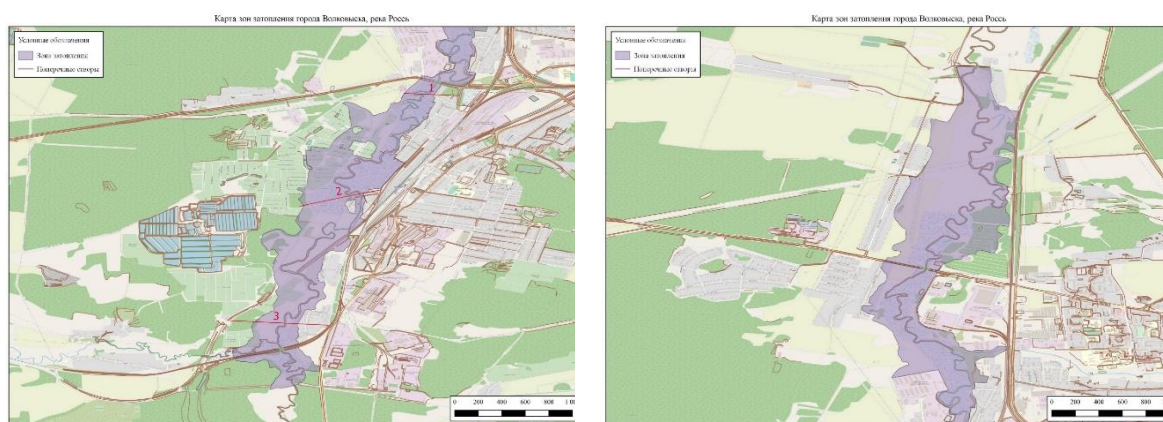 Карта зон затопления города Волковыска, река Россь
Условные обозначения
Зона затопления
Поперечные створы
1
2
3
0 200 400 600 800 1 0
Карта зон затопления города Волковыска, река Россь
Условные обозначения
Зона затопления
Поперечные створы
0 200 400 600 800